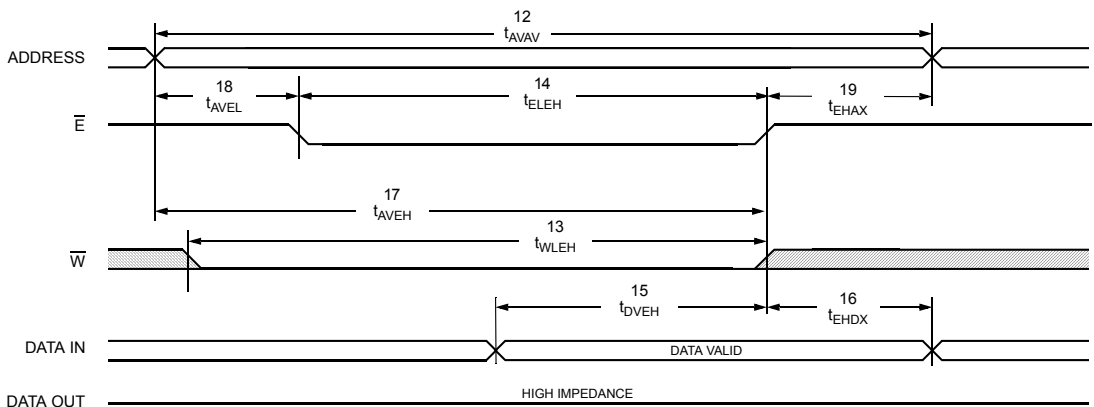 12
tAVAV
ADDRESS
18
tAVEL
14
tELEH
19
tEHAX
E
17
tAVEH
13
tWLEH
W
15
tDVEH
16
tEHDX
DATA IN
DATA VALID
DATA OUT
HIGH IMPEDANCE